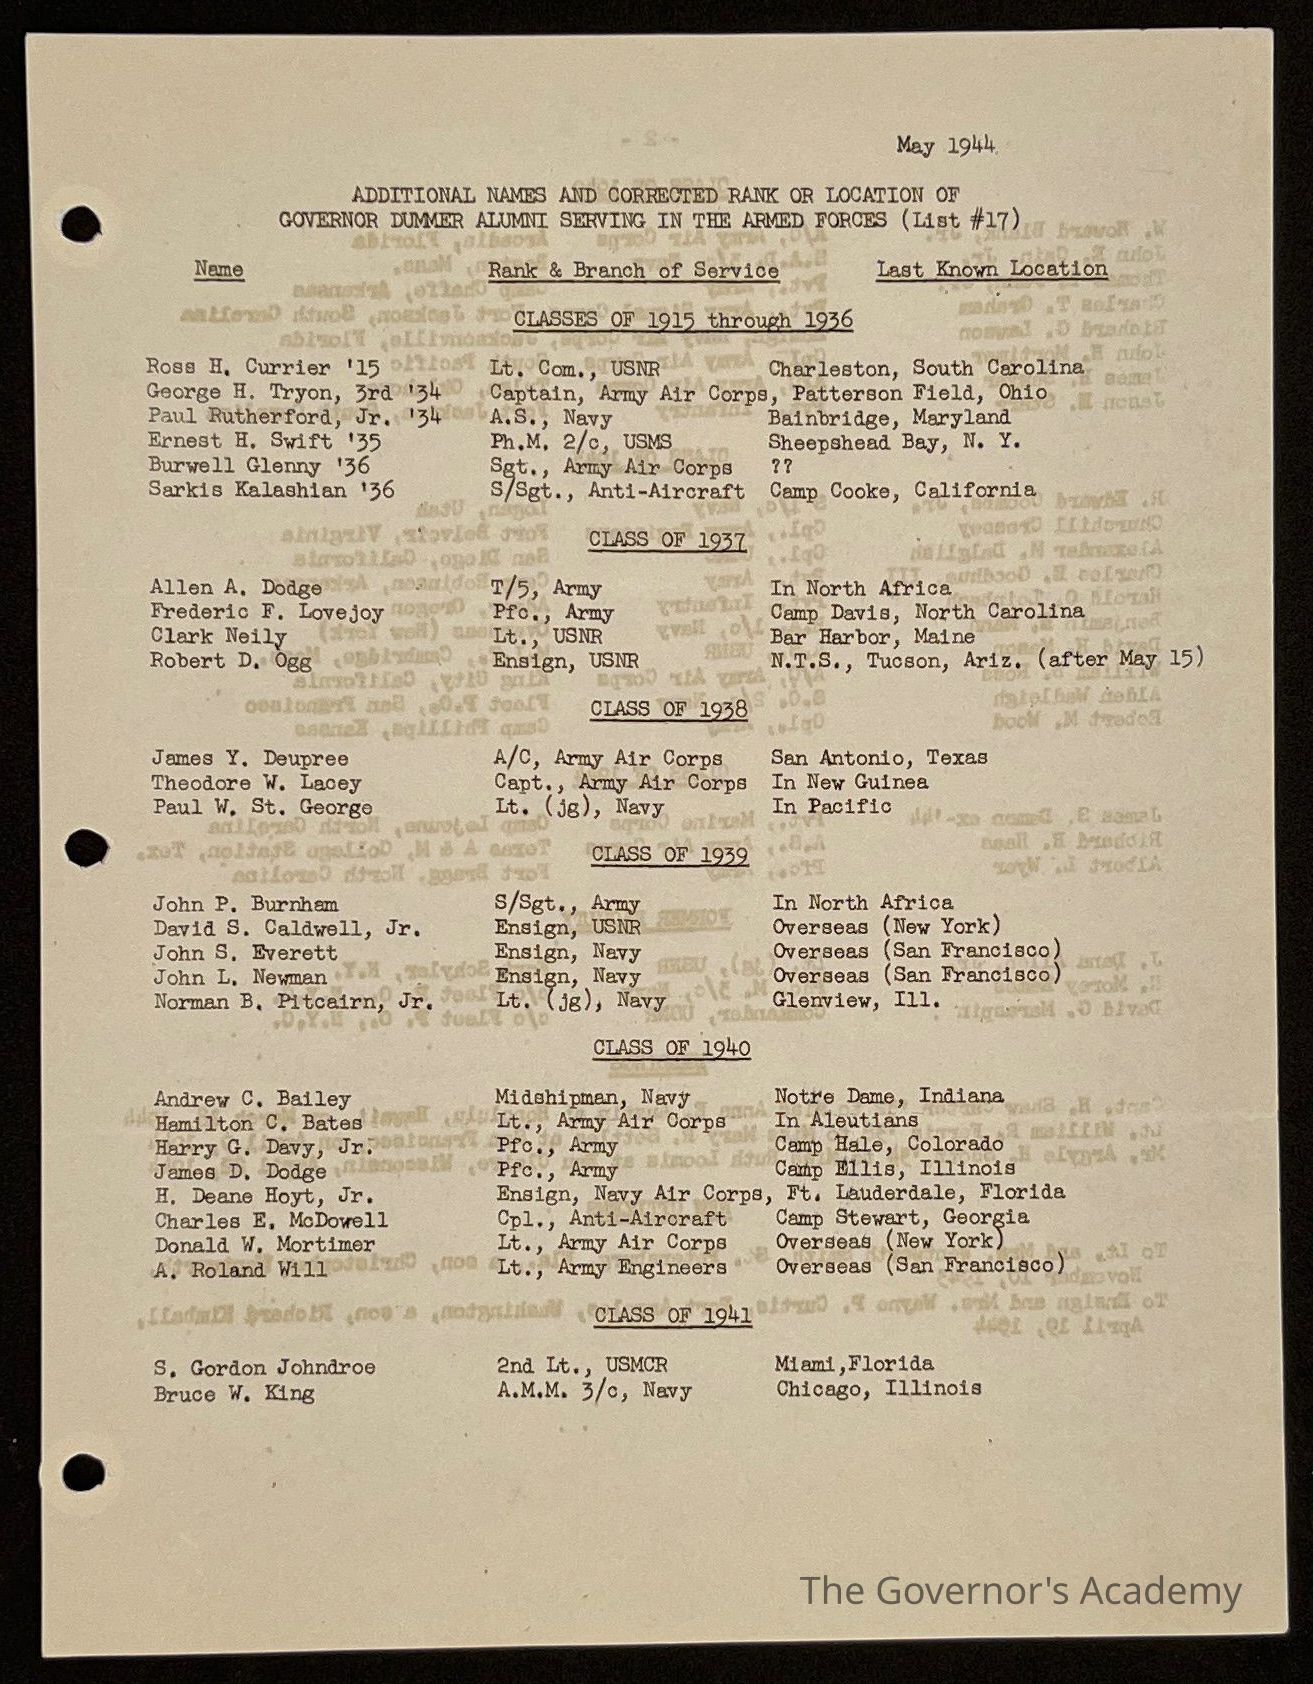 May 1944
ADDITIONAL NAMES AND CORRECTED RANK OR LOCATION OF
GOVERNOR DUMMER ALUMNI SERVING IN THE ARMED FORCES (List #17)
Name Rank & Branch of Service Last Known Location
CLASSES OF 1915 through 1936
Ross H. Currier '15 Lt. Com., USNR Charleston, South Carolina
George H. Tryon, 3rd '34 Captain, Army Air Corps, Patterson Field, Ohio
Paul Rutherford, Jr. '34 A.S., Navy Bainbridge, Maryland
Ernest H. Swift '35 Ph.M. 2/c, USMS Sheepshead Bay, N. Y.
Burwell Glenny '36 Sgt., Army Air Corps ??
Sarkis Kalashian '36 S/Sgt., Anti-Aircraft Camp Cooke, California
CLASS OF 1937
Allen A. Dodge T/5, Army In North Africa
Frederic F. Lovejoy Pfc., Army Camp Davis, North Carolina
Clark Neily Lt., USNR Bar Harbor, Maine
Robert D. Ogg Ensign, USNR N.T.S., Tucson, Ariz. (after May 15)
CLASS OF 1938
James Y. Deupree A/C, Army Air Corps San Antonio, Texas
Theodore W. Lacey Capt., Army Air Corps In New Guinea
Paul W. St. George Lt. (jg), Navy In Pacific
CLASS OF 1939
John P. Burnham S/Sgt., Army In North Africa
David S. Caldwell, Jr. Ensign, USNR Overseas (New York)
John S. Everett Ensign, Navy Overseas (San Francisco)
John L. Newman Ensign, Navy Overseas (San Francisco)
Norman B. Pitcairn, Jr. Lt. (jg), Navy Glenview, Ill.
CLASS OF 1940
Andrew C. Bailey Midshipman, Navy Notre Dame, Indiana
Hamilton C. Bates Lt., Army Air Corps In Aleutians
Harry G. Davy, Jr. Pfc., Army Camp Hale, Colorado
James D. Dodge Pfc., Army Camp Ellis, Illinois
H. Deane Hoyt, Jr. Ensign, Navy Air Corps, Ft. Lauderdale, Florida
Charles E. McDowell Cpl., Anti-Aircraft Camp Stewart, Georgia
Donald W. Mortimer Lt., Army Air Corps Overseas (New York)
A. Roland Will Lt., Army Engineers Overseas (San Francisco)
CLASS OF 1941
S. Gordon Johndroe 2nd Lt., USMCR Miami,Florida
Bruce W. King A.M.M. 3/c, Navy Chicago, Illinois
The Governor's Academy